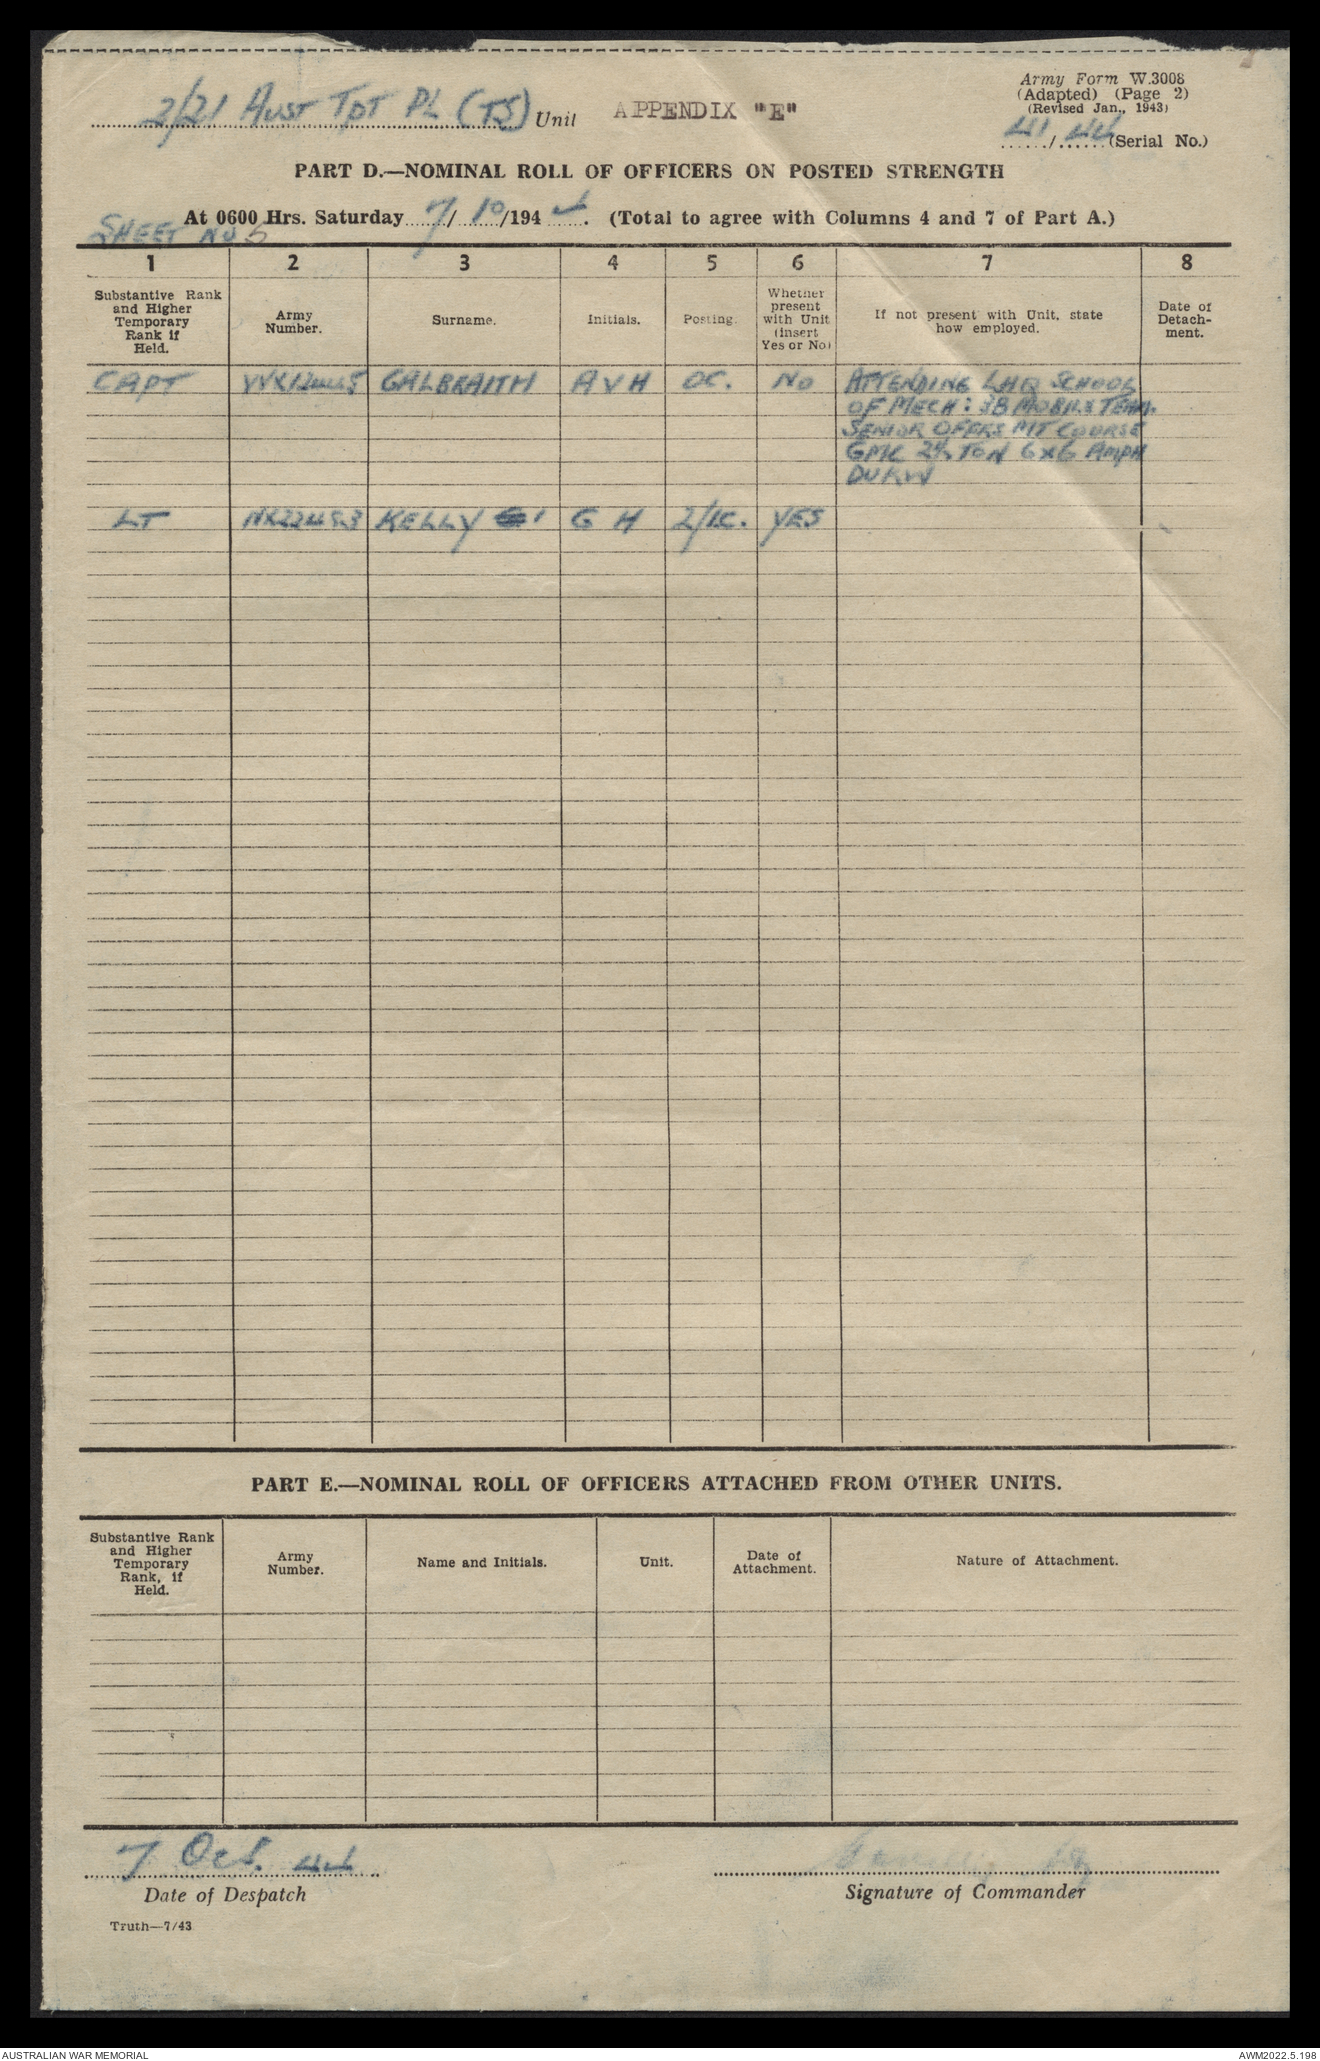 2/21 AUST TPT PL (TS) Unit APPENDIX "E"
Army Form W.3008
(Adapted) (Page 2)
(Revised Jan., 1943)
41/44 (Serial No.)
PART D.—NOMINAL ROLL OF OFFICERS ON POSTED STRENGTH
At 0600 Hrs. Saturday 7/10/1944. (Total to agree with Columns 4 and 7 of Part A.)
SHEET NO 5
1 2 3 4 5 6 7 8
Substantive Rank and Higher Temporary Rank if Held.
Army Number.
Surname.
Initials.
Posting.
Whether present with Unit (insert Yes or No)
If not present with Unit, state how employed.
Date of Detach-ment.
CAPT GALBRAITH A V H OC. NO ATTENDING LHQ SCHOOL
OF MECH: TEAM.
SENIOR OFFRS MT COURSE
GMC 2½ TON 6X6 AMPH
DUKW
LT KELLY G H 2/IC. YES
PART E.—NOMINAL ROLL OF OFFICERS ATTACHED FROM OTHER UNITS.
Substantive Rank and Higher Temporary Rank, if Held.
Army Number.
Name and Initials.
Unit.
Date of Attachment.
Nature of Attachment.
7 Oct. 44
Date of Despatch
Signature of Commander
Truth—7/43
AUSTRALIAN WAR MEMORIAL
AWM2022.5.198